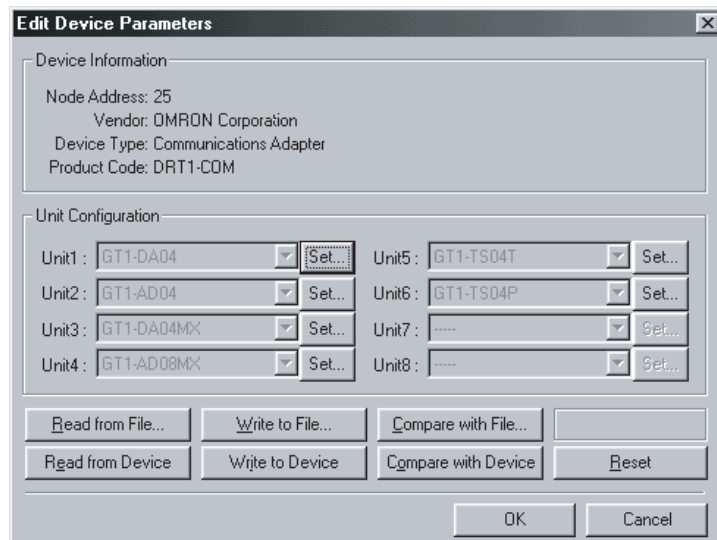 Edit Device Parameters
Device Information
Node Address: 25
Vendor: OMRON Corporation
Device Type: Communications Adapter
Product Code: DRT1-COM
Unit Configuration
Unit1 : GT1-DA04 Set... Unit5 : GT1-TS04T Set...
Unit2 : GT1-AD04 Set... Unit6 : GT1-TS04P Set...
Unit3 : GT1-DA04MX Set... Unit7 : ----- Set...
Unit4 : GT1-AD08MX Set... Unit8 : ----- Set...
Read from File... Write to File... Compare with File...
Read from Device Write to Device Compare with Device Reset
OK Cancel